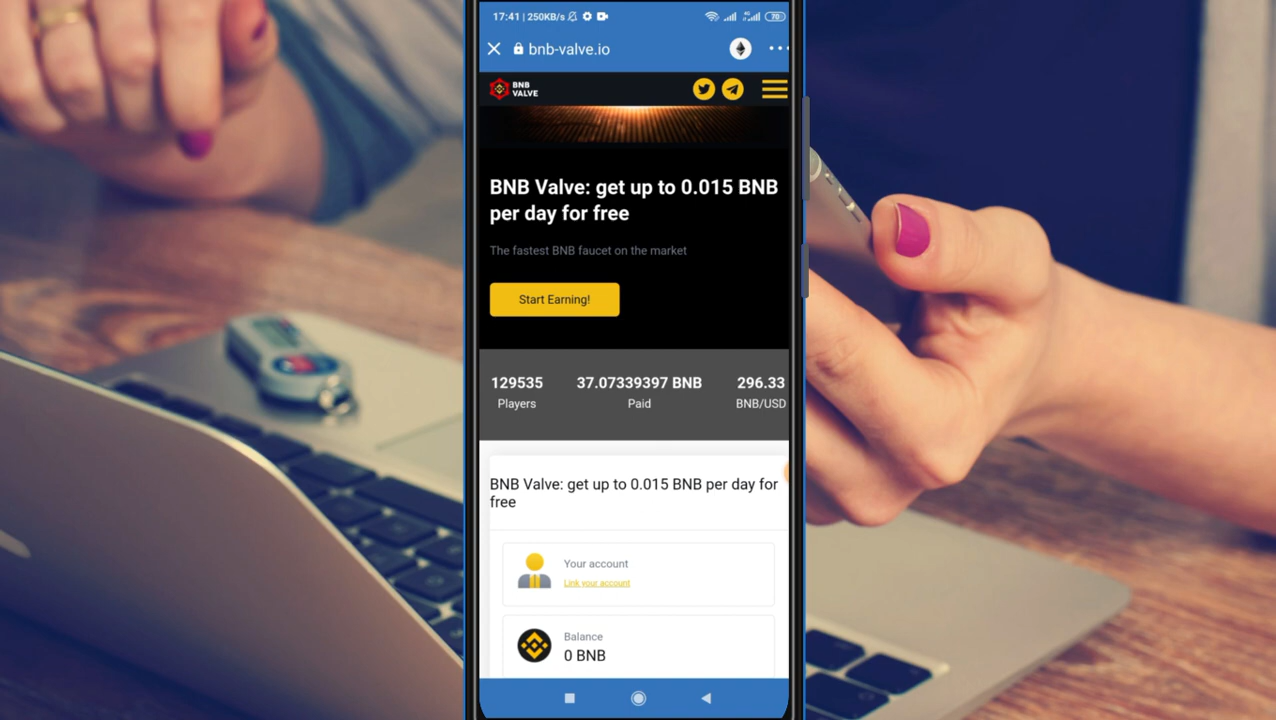 17:41 | 250KB/s
4G
70
bnb-valve.io
BNB
VALVE
BNB Valve: get up to 0.015 BNB
per day for free
The fastest BNB faucet on the market
Start Earning!
129535 37.07339397 BNB 296.33
Players Paid BNB/USD
BNB Valve: get up to 0.015 BNB per day for
free
Your account
Link your account
Balance
0 BNB